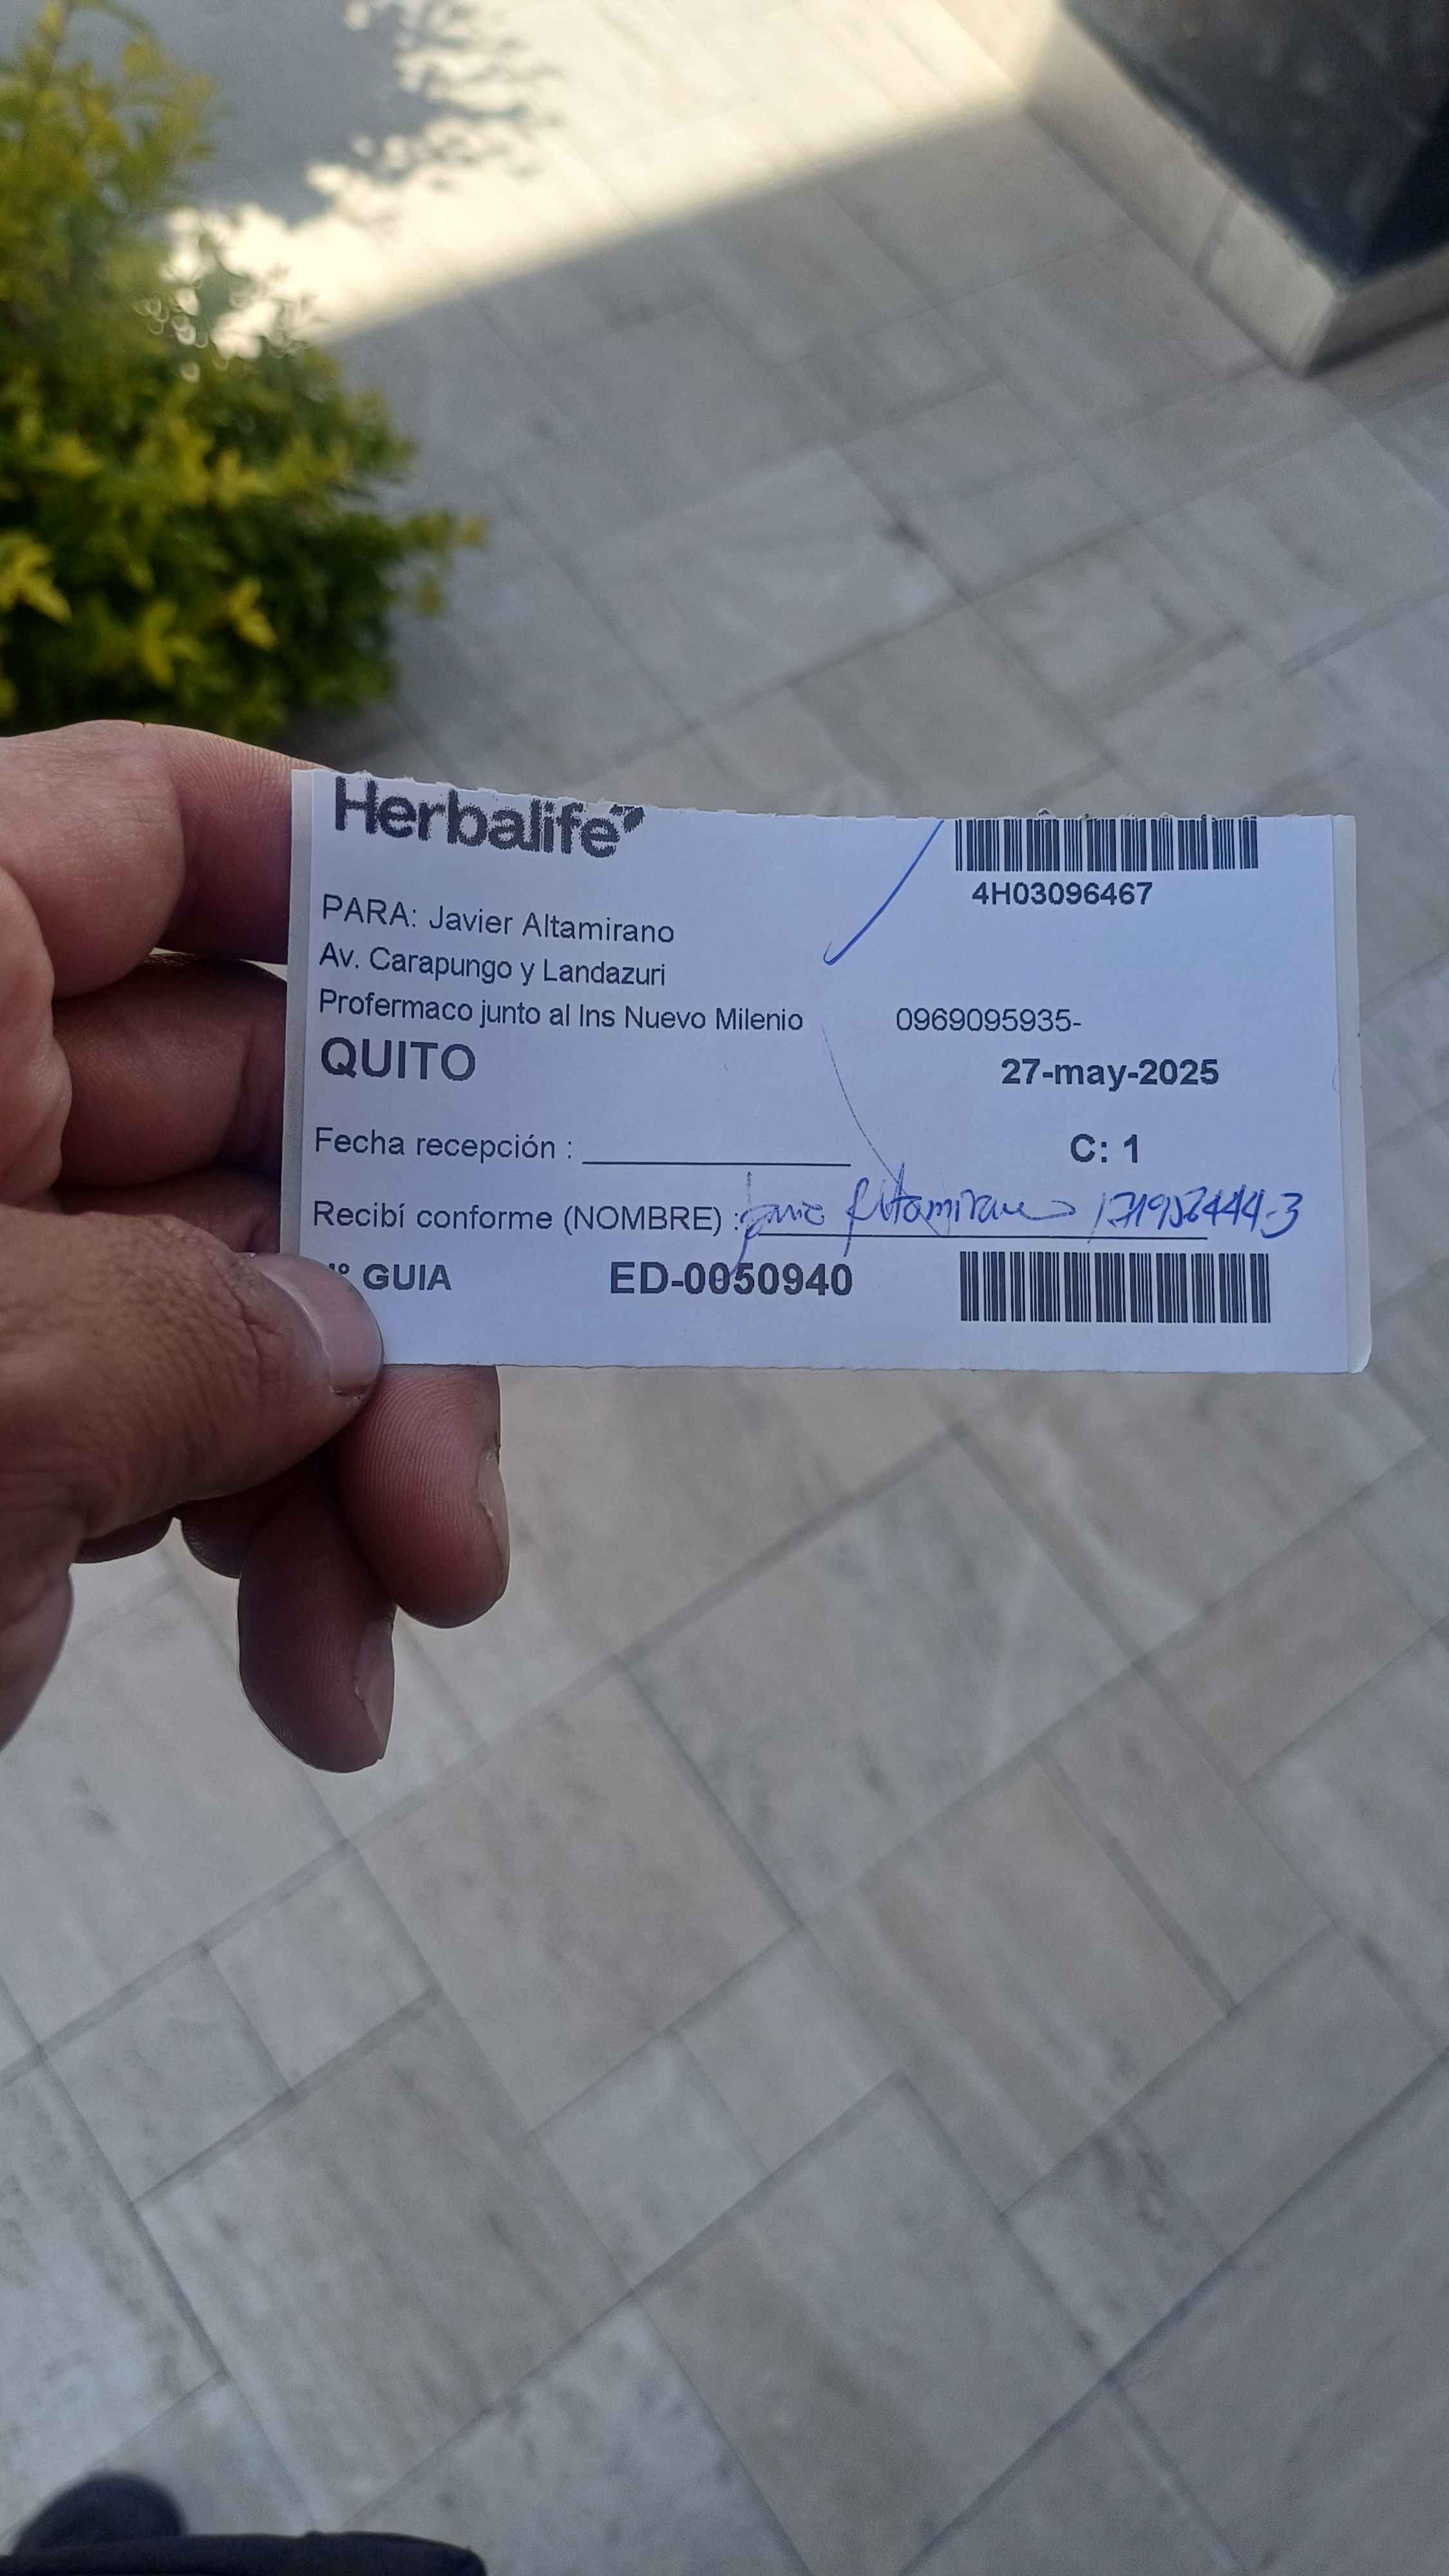 Herbalife
4H03096467
PARA: Javier Altamirano
Av. Carapungo y Landazuri
Profermaco junto al Ins Nuevo Milenio 0969095935-
QUITO 27-may-2025
Fecha recepción : C: 1
Recibí conforme (NOMBRE) : Altamirano
° GUIA ED-0050940